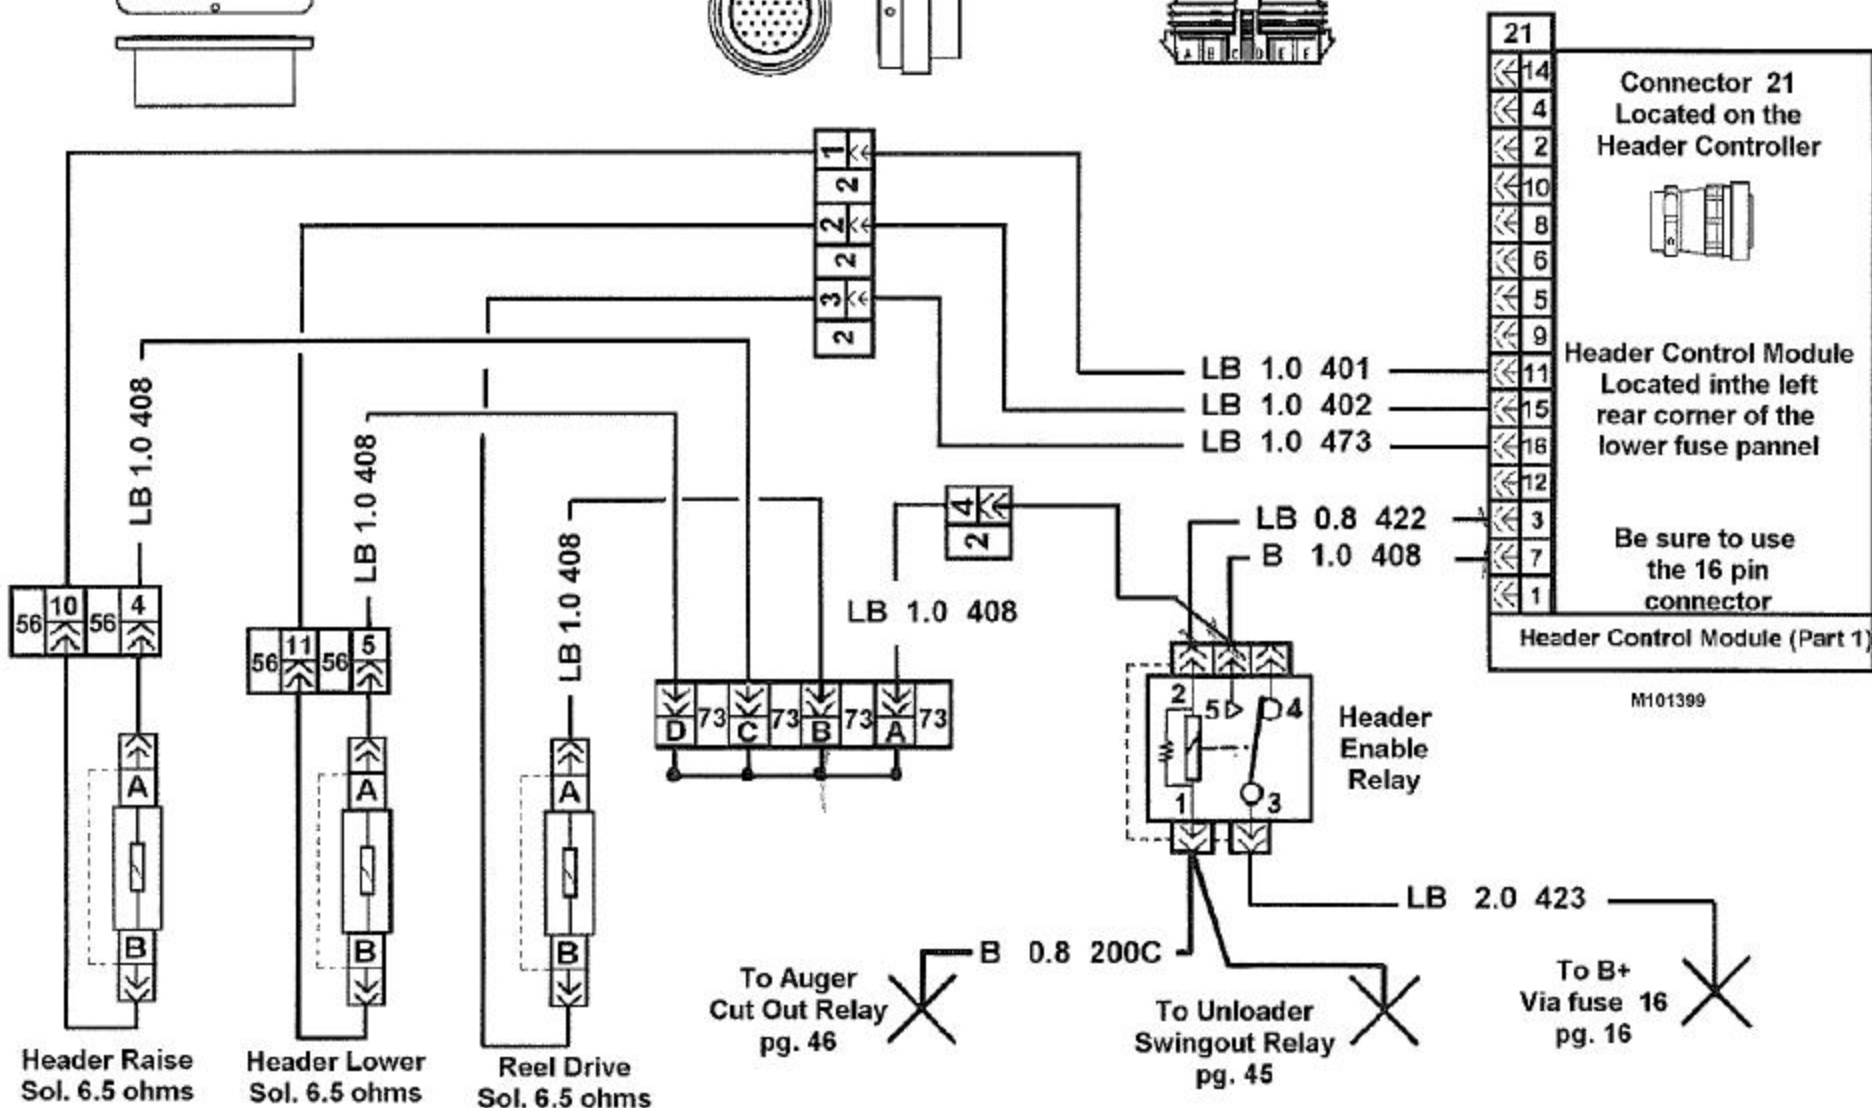 A B C D E F
21
14
4
2
10
8
6
5
9
11
15
16
12
3
7
1
Connector 21
Located on the
Header Controller
Header Control Module
Located inthe left
rear corner of the
lower fuse pannel
Be sure to use
the 16 pin
connector
Header Control Module (Part 1)
M101399
1
2
2
2
3
2
LB 1.0 401
LB 1.0 402
LB 1.0 473
LB 0.8 422
B 1.0 408
4
2
LB 1.0 408
LB 1.0 408
LB 1.0 408
LB 1.0 408
56 10 56 4
56 11 56 5
D 73 C 73 B 73 A 73
A
B
A
B
A
B
2 5 4
1 3
Header
Enable
Relay
LB 2.0 423
B 0.8 200C
To Auger
Cut Out Relay
pg. 46
To Unloader
Swingout Relay
pg. 45
To B+
Via fuse 16
pg. 16
Header Raise
Sol. 6.5 ohms
Header Lower
Sol. 6.5 ohms
Reel Drive
Sol. 6.5 ohms